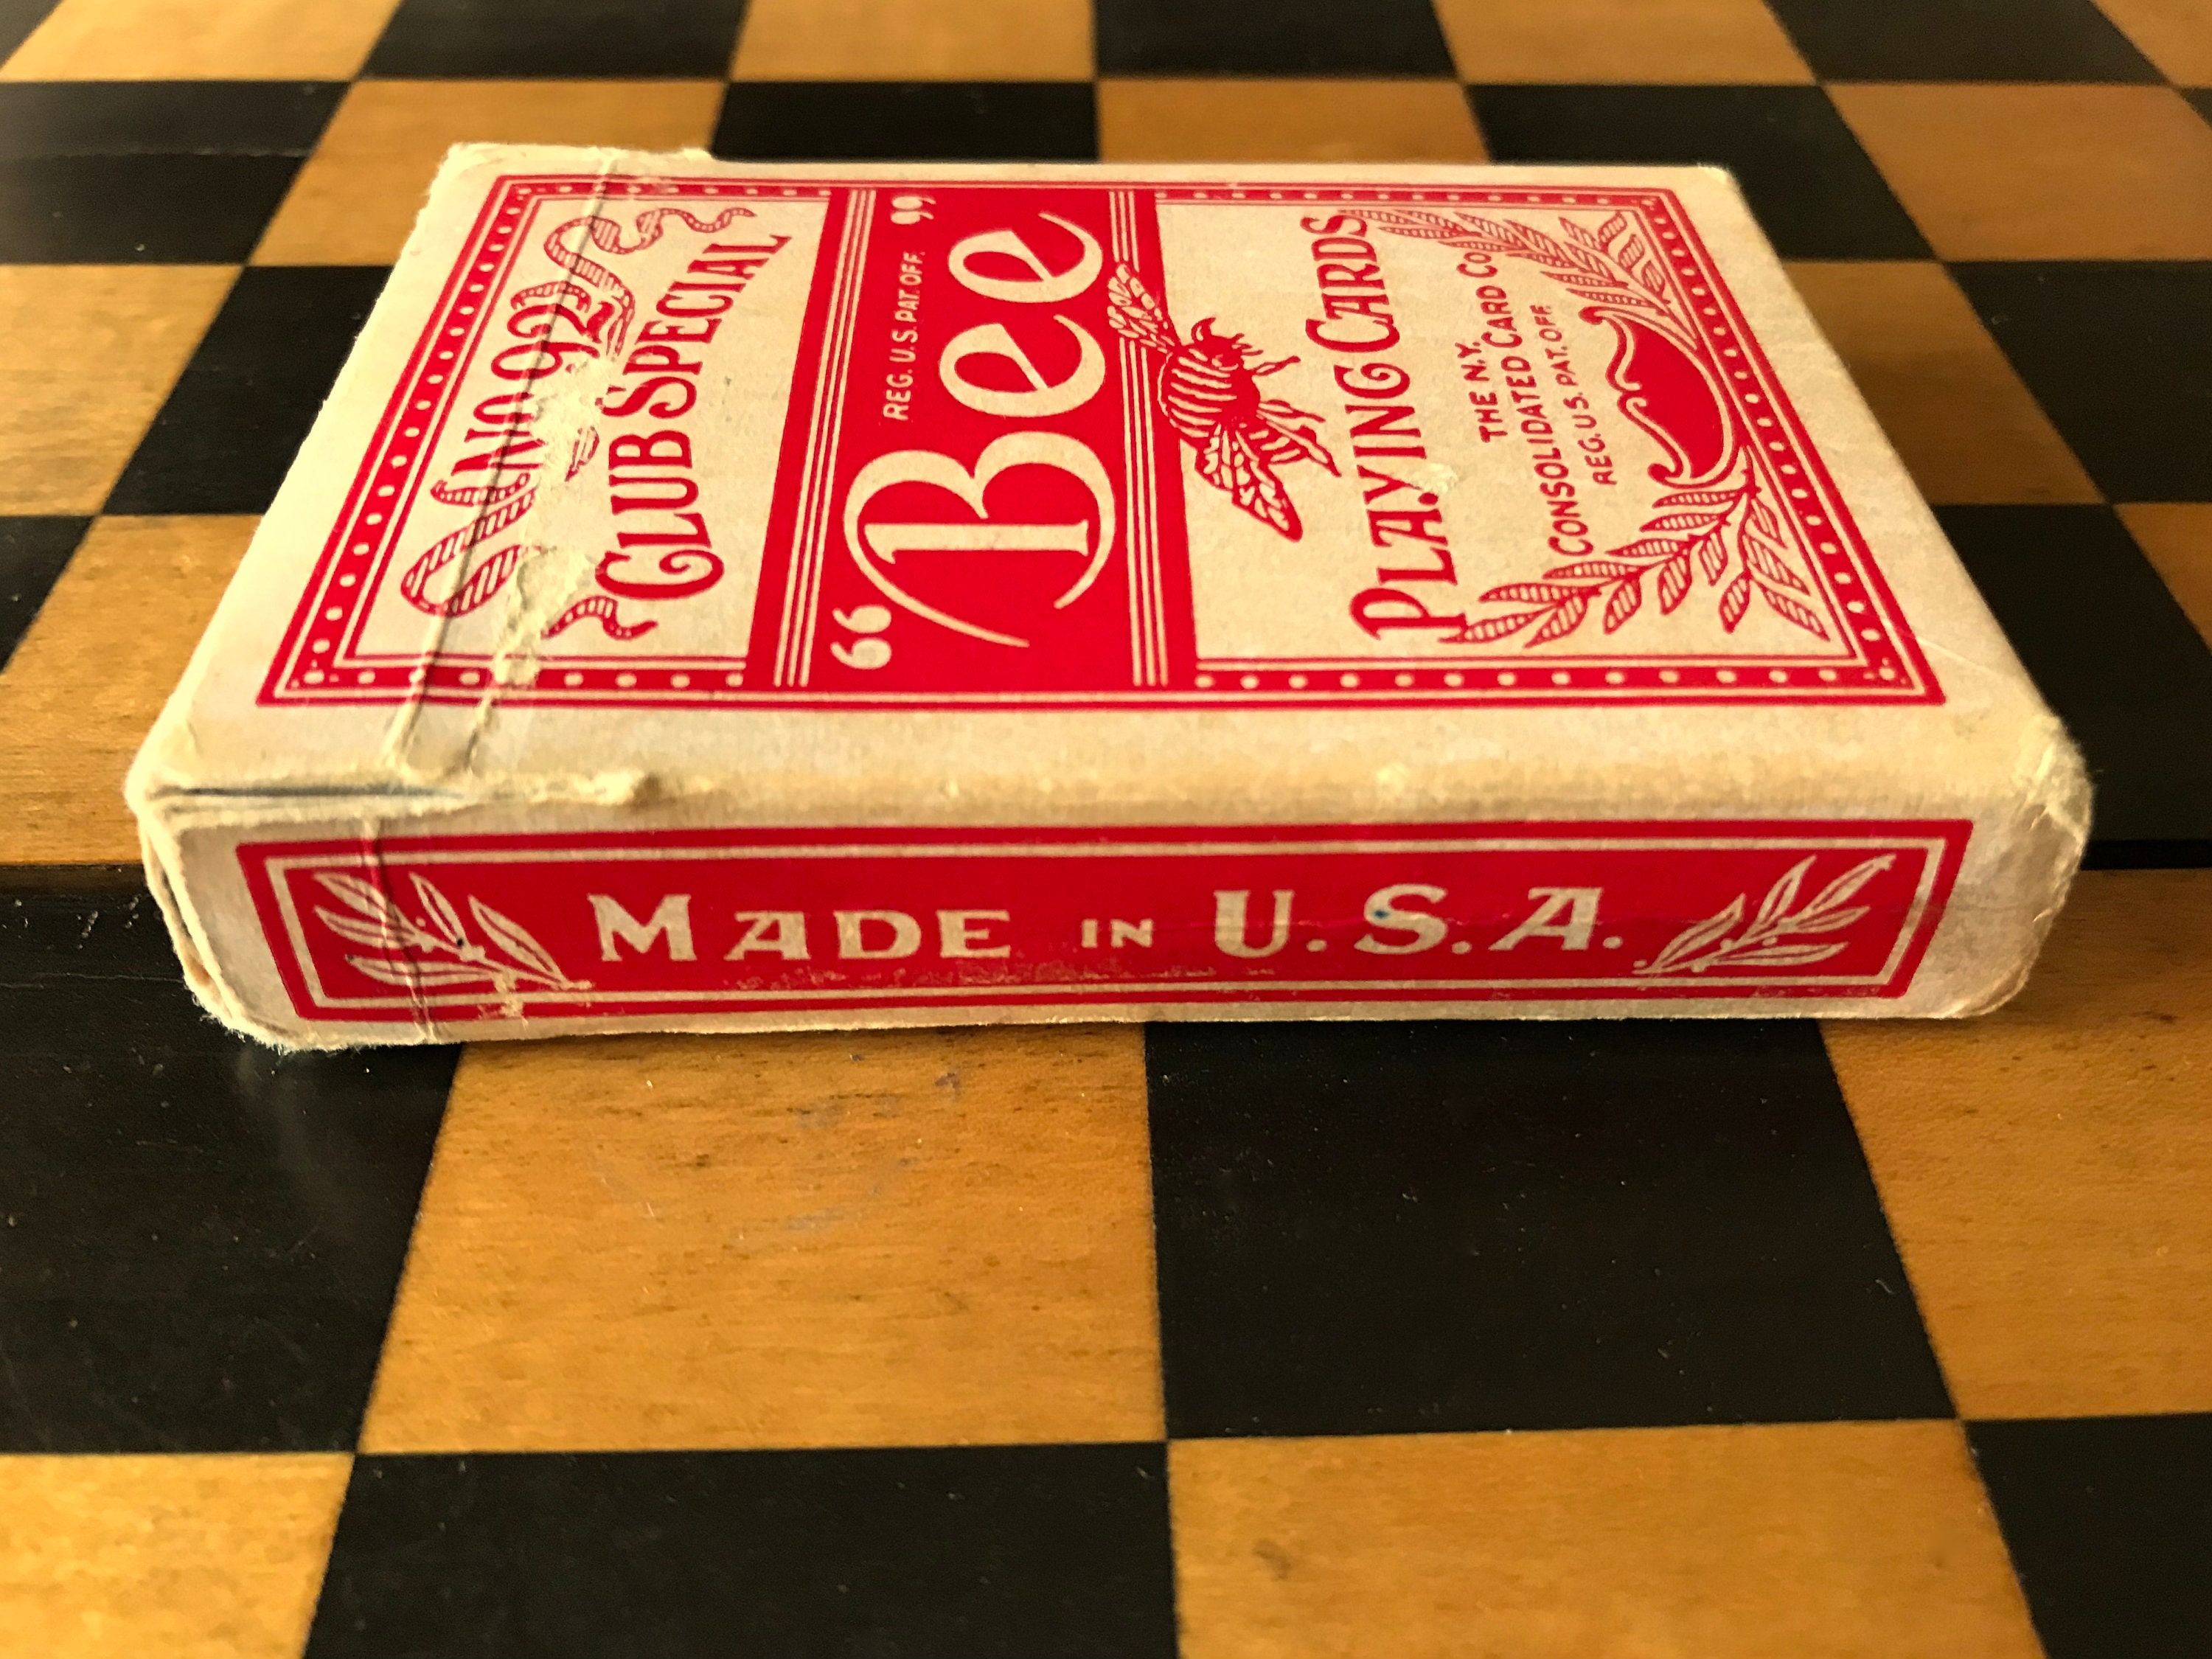 No 92
Club Special
REG. U.S. PAT. OFF.
“Bee”
Playing Cards
THE N.Y.
Consolidated Card Co.
REG. U.S. PAT. OFF.
MADE IN U.S.A.